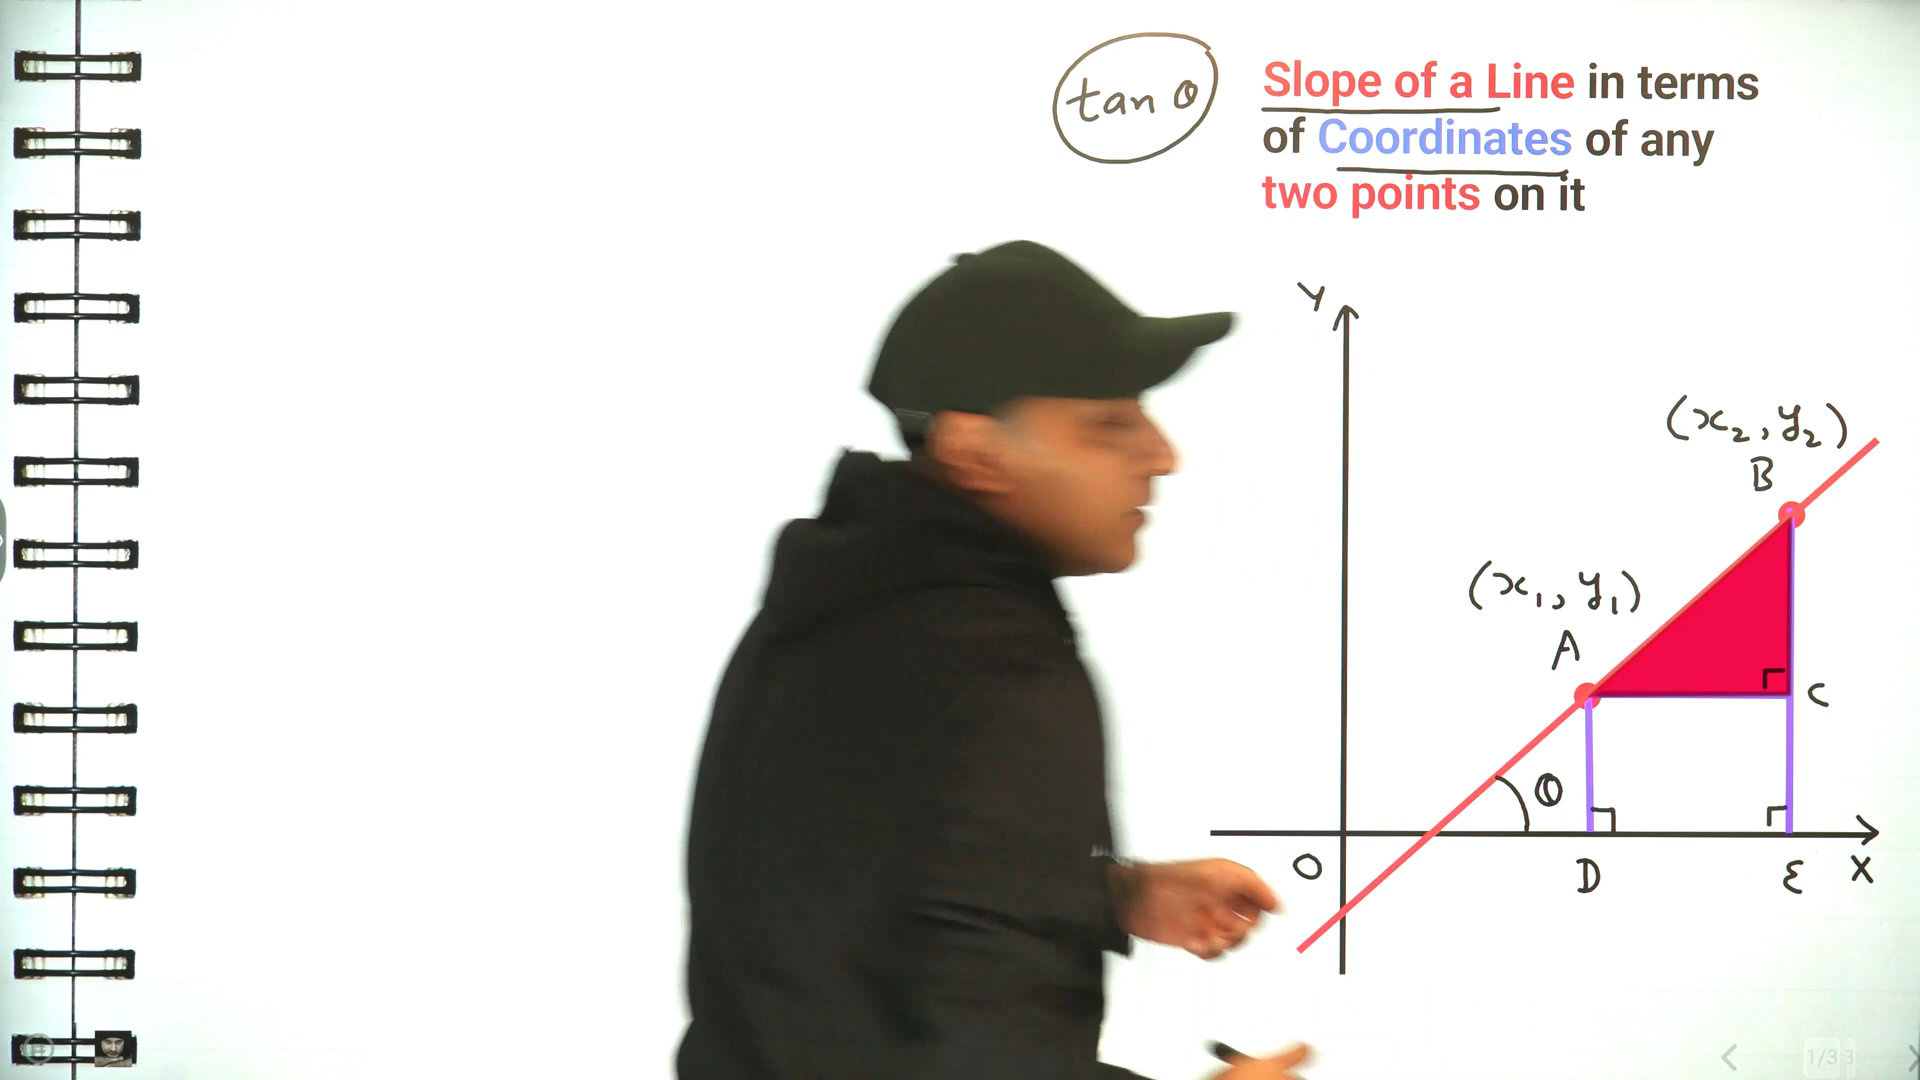 tan θ
Slope of a Line in terms
of Coordinates of any
two points on it
Y
(x₂, y₂)
B
(x₁, y₁)
A
C
θ
O
D
E
X
1/3